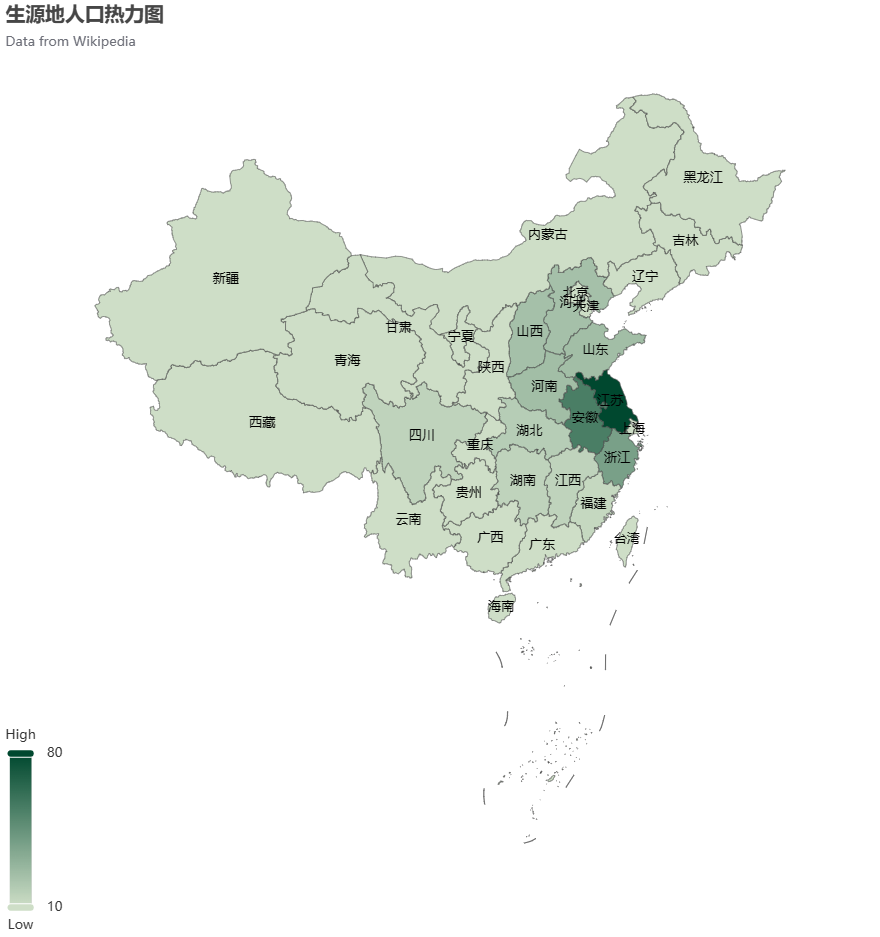 生源地人口热力图
Data from Wikipedia
黑龙江
内蒙古
吉林
新疆
辽宁
北京
河北
天津
甘肃
山西
宁夏
山东
青海
陕西
河南
江苏
西藏
安徽
上海
四川
湖北
重庆
浙江
湖南
江西
贵州
福建
云南
广西
广东
台湾
海南
High
80
10
Low